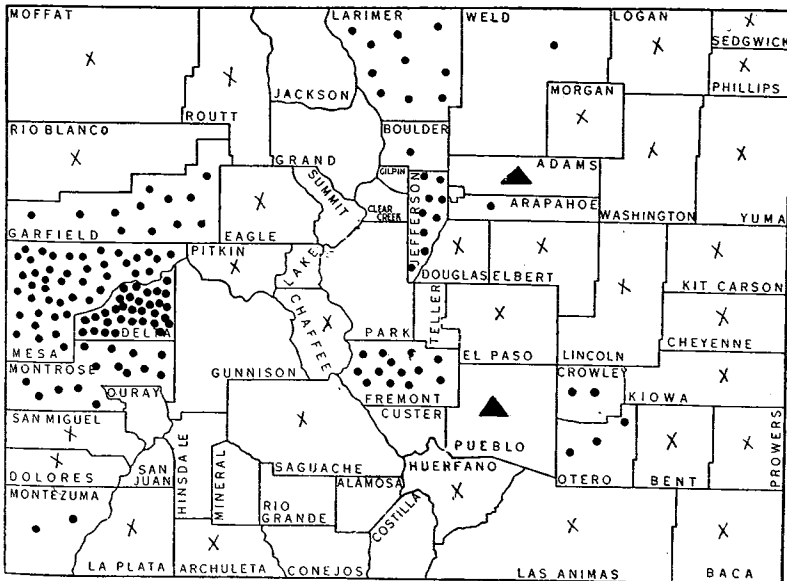 MOFFAT
LARIMER
WELD
LOGAN
SEDGWICK
PHILLIPS
JACKSON
ROUTT
MORGAN
RIO BLANCO
BOULDER
GRAND
GILPIN
ADAMS
SUMMIT
CLEAR CREEK
JEFFERSON
ARAPAHOE
WASHINGTON
YUMA
GARFIELD
EAGLE
PITKIN
LAKE
DOUGLAS
ELBERT
KIT CARSON
CHAFFEE
PARK
TELLER
DELTA
MESA
EL PASO
LINCOLN
CHEYENNE
MONTROSE
GUNNISON
CROWLEY
KIOWA
OURAY
FREMONT
CUSTER
SAN MIGUEL
PUEBLO
PROWERS
DOLORES
SAN JUAN
HINSDALE
MINERAL
SAGUACHE
HUERFANO
OTERO
BENT
MONTEZUMA
RIO GRANDE
ALAMOSA
COSTILLA
LA PLATA
ARCHULETA
CONEJOS
LAS ANIMAS
BACA